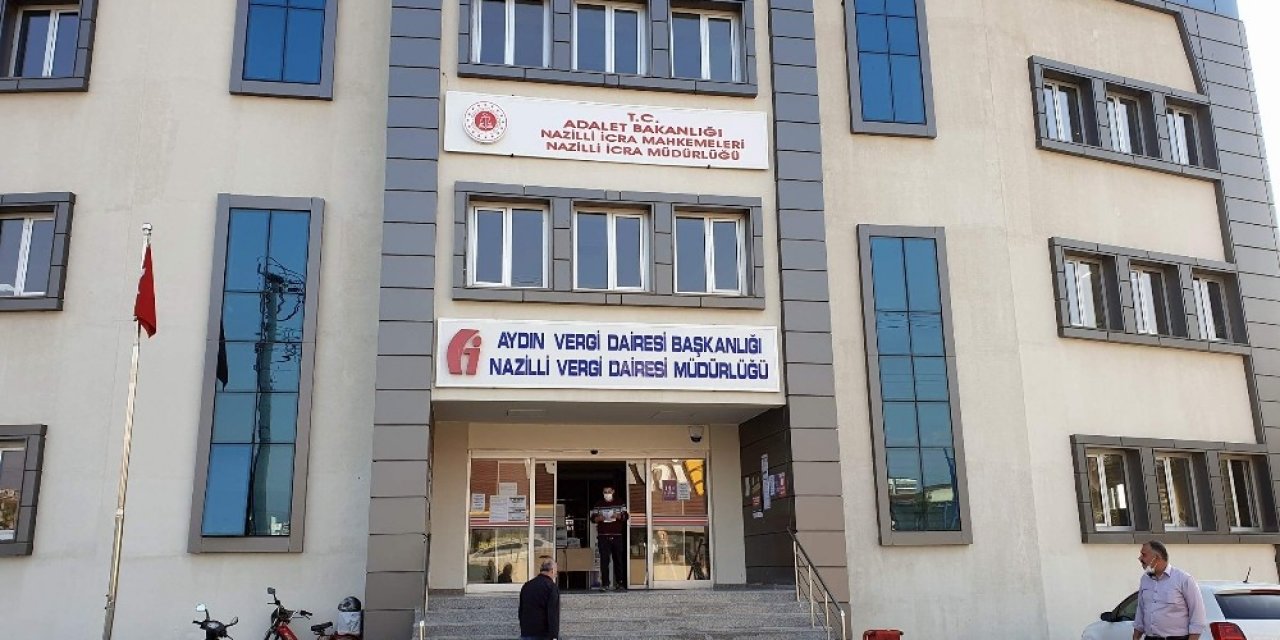 T.C.
ADALET BAKANLIĞI
NAZİLLİ İCRA MAHKEMELERİ
NAZİLLİ İCRA MÜDÜRLÜĞÜ
AYDIN VERGİ DAİRESİ BAŞKANLIĞI
NAZİLLİ VERGİ DAİRESİ MÜDÜRLÜĞÜ